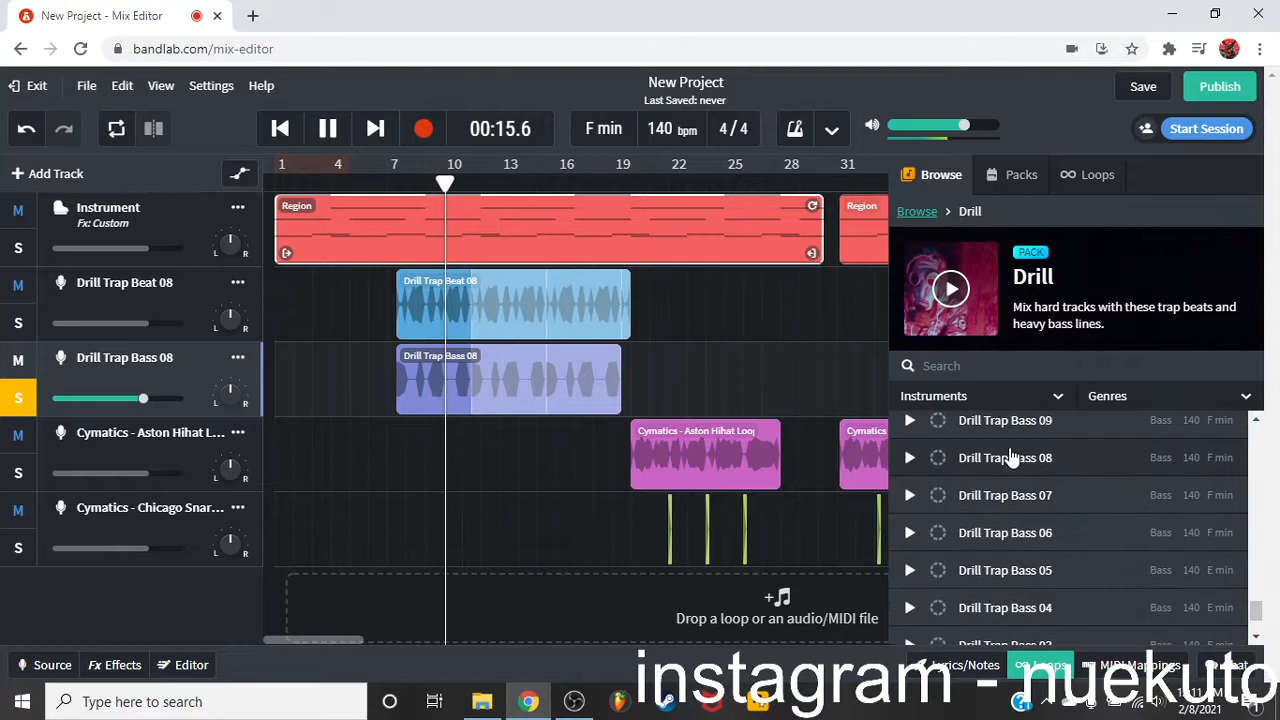 New Project - Mix Editor
bandlab.com/mix-editor
Exit File Edit View Settings Help
New Project
Last Saved: never
Save
Publish
00:15.6
F min 140 bpm 4 / 4
Start Session
Add Track
1 4 7 10 13 16 19 22 25 28 31
Browse Packs Loops
Browse > Drill
PACK
Drill
Mix hard tracks with these trap beats and
heavy bass lines.
Search
Instruments Genres
M Instrument
Fx: Custom
S L R
Region Region
M Drill Trap Beat 08
S L R
Drill Trap Beat 08
M Drill Trap Bass 08
S L R
Drill Trap Bass 08
M Cymatics - Aston Hihat L...
S L R
Cymatics - Aston Hihat Loop Cymatics
M Cymatics - Chicago Snar...
S L R
Drill Trap Bass 09 Bass 140 F min
Drill Trap Bass 08 Bass 140 F min
Drill Trap Bass 07 Bass 140 F min
Drill Trap Bass 06 Bass 140 F min
Drill Trap Bass 05 Bass 140 F min
Drill Trap Bass 04 Bass 140 E min
Drop a loop or an audio/MIDI file
Source Fx Effects Editor
Lyrics/Notes Loops MIDI Mappings
instagram - nuekuto
Type here to search
2/8/2021